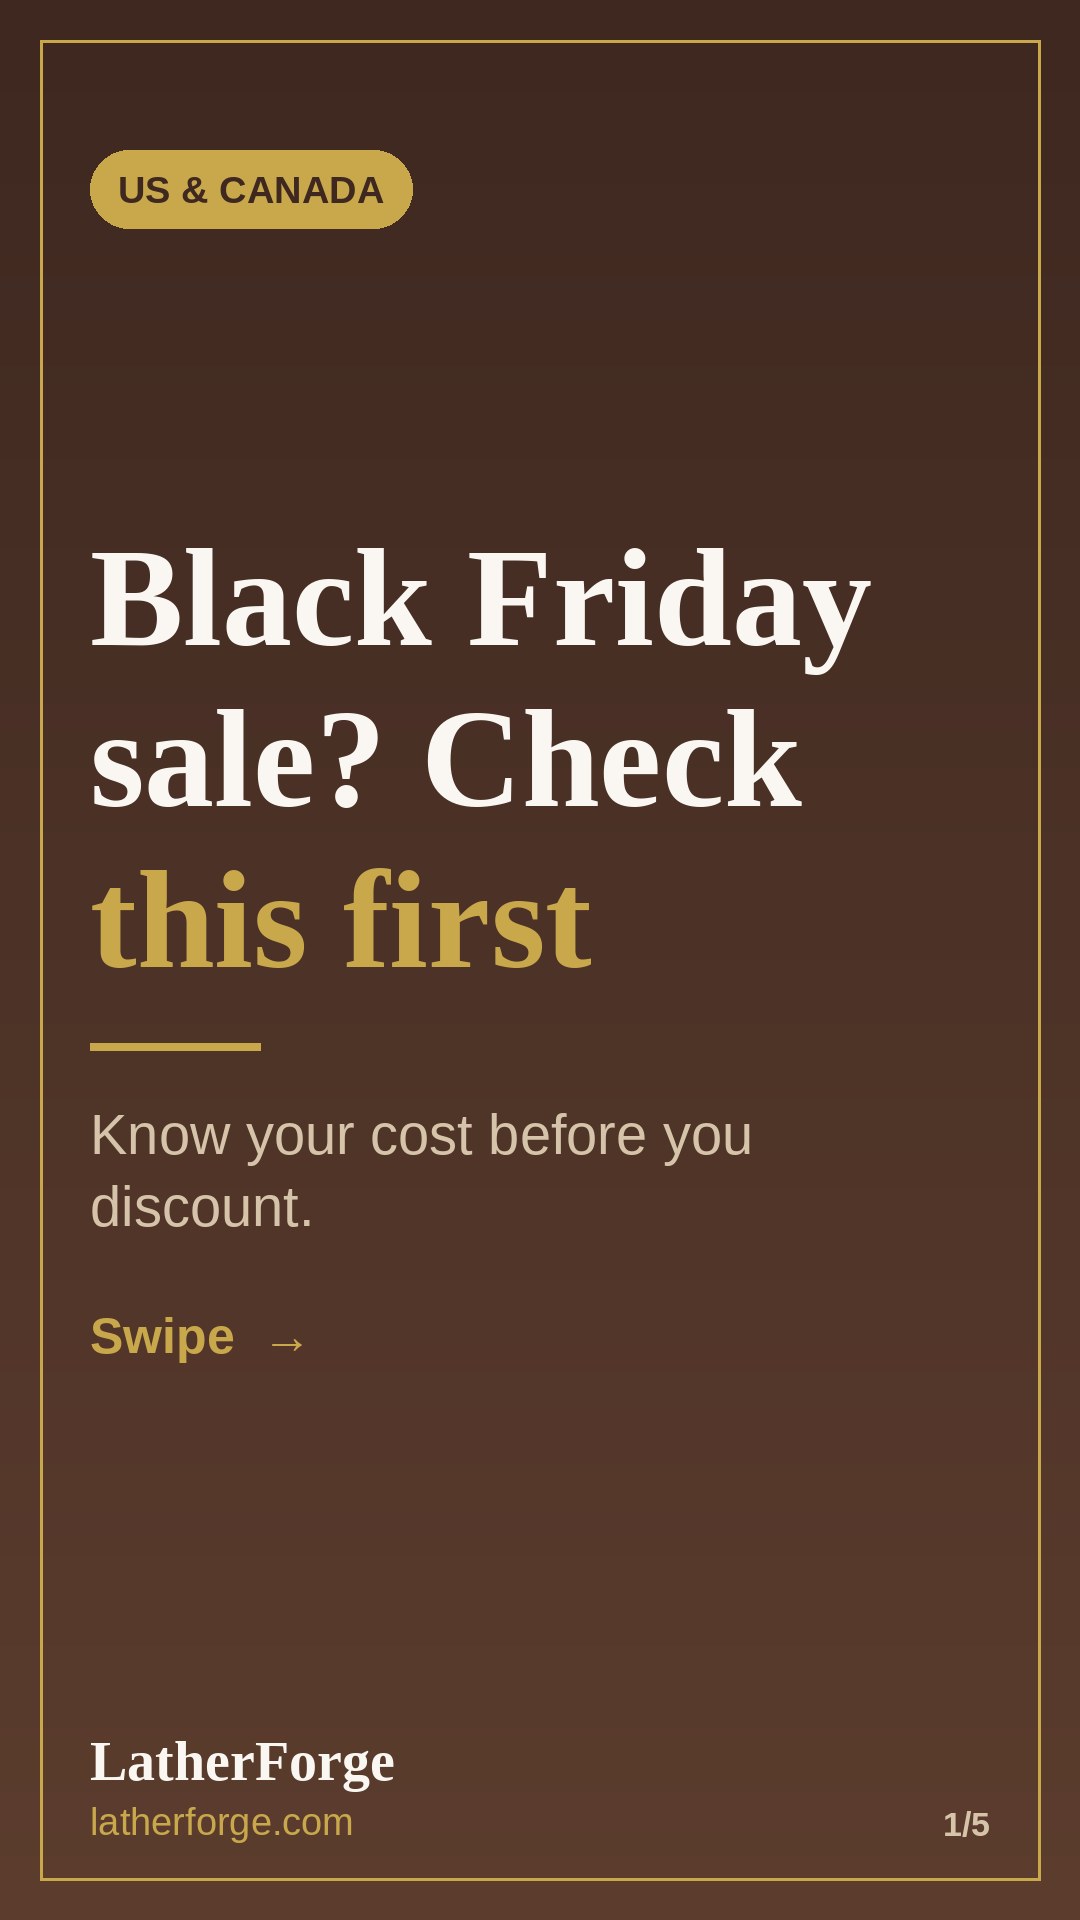 US & CANADA
Black Friday
sale? Check
this first
Know your cost before you
discount.
Swipe →
LatherForge
latherforge.com
1/5